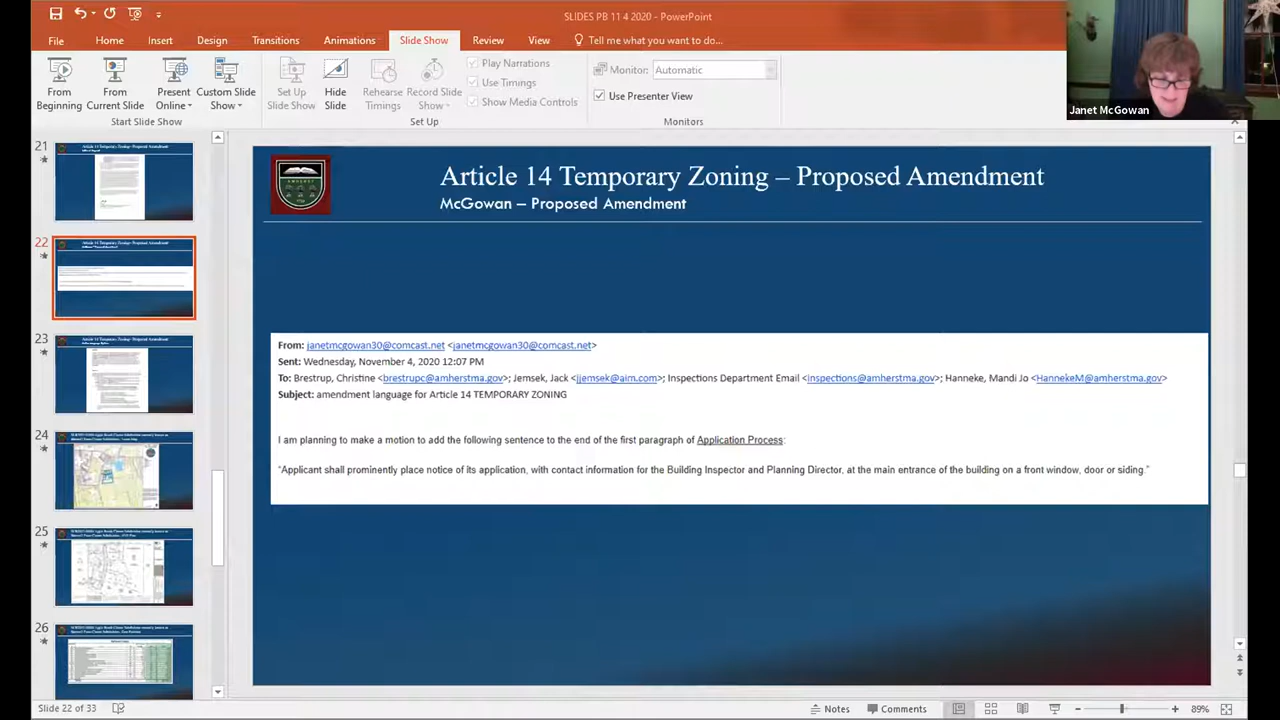 SLIDES PB 11 4 2020 - PowerPoint
File Home Insert Design Transitions Animations Slide Show Review View Tell me what you want to do...
From Beginning
From Current Slide
Present Online
Custom Slide Show
Start Slide Show
Set Up Slide Show
Hide Slide
Rehearse Timings
Record Slide Show
Play Narrations
Use Timings
Show Media Controls
Set Up
Monitor: Automatic
Use Presenter View
Monitors
Janet McGowan
21
22
23
24
25
26
Article 14 Temporary Zoning – Proposed Amendment
McGowan – Proposed Amendment
From: janetmcgowan30@comcast.net <janetmcgowan30@comcast.net>
Sent: Wednesday, November 4, 2020 12:07 PM
To: Brestrup, Christine <brestrupc@amherstma.gov>; Jemsek, Jack <jjemsek@aim.com>; Inspections Department Email <inspections@amherstma.gov>; Hanneke, Mandi Jo <HannekeM@amherstma.gov>
Subject: amendment language for Article 14 TEMPORARY ZONING
I am planning to make a motion to add the following sentence to the end of the first paragraph of Application Process:
"Applicant shall prominently place notice of its application, with contact information for the Building Inspector and Planning Director, at the main entrance of the building on a front window, door or siding."
Slide 22 of 33
Notes Comments 89%